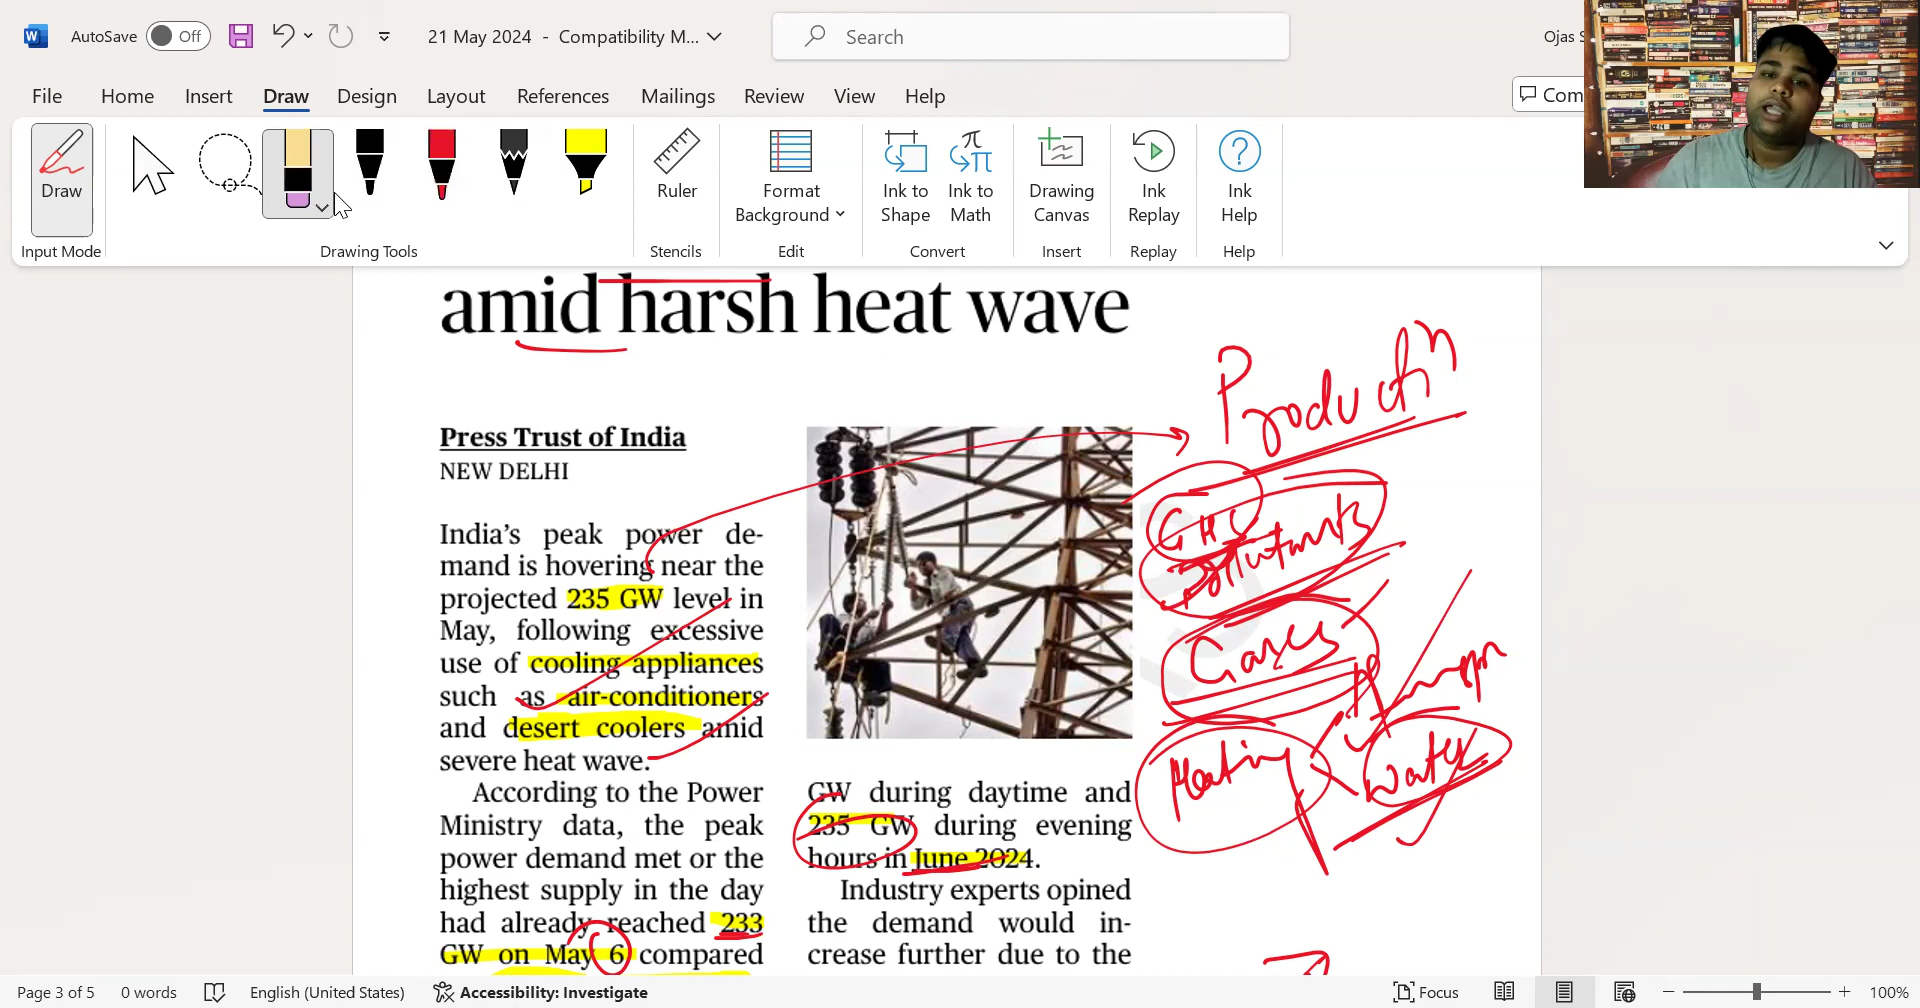 AutoSave Off 21 May 2024 - Compatibility M... Search Ojas S
File Home Insert Draw Design Layout References Mailings Review View Help Com
Draw Ruler Format Background Ink to Shape Ink to Math Drawing Canvas Ink Replay Ink Help
Input Mode Drawing Tools Stencils Edit Convert Insert Replay Help
amid harsh heat wave
Press Trust of India
NEW DELHI
India's peak power de-
mand is hovering near the
projected 235 GW level in
May, following excessive
use of cooling appliances
such as air-conditioners
and desert coolers amid
severe heat wave.
According to the Power
Ministry data, the peak
power demand met or the
highest supply in the day
had already reached 233
GW on May 6 compared
GW during daytime and
235 GW during evening
hours in June 2024.
Industry experts opined
the demand would in-
crease further due to the
Productn
GHG
Pollutants
Gases
Heating
Water
Page 3 of 5 0 words English (United States) Accessibility: Investigate Focus 100%